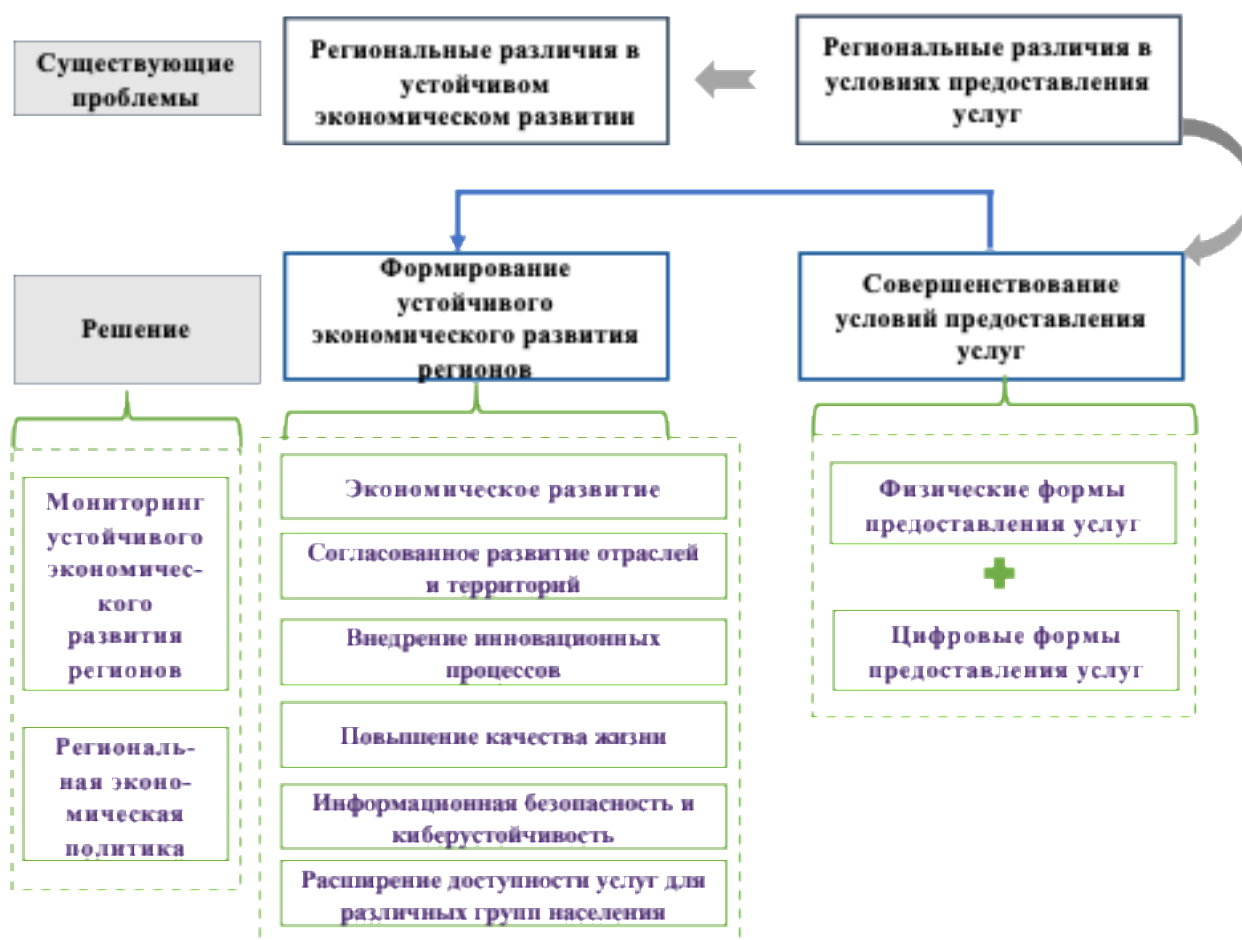 Существующие
проблемы
Региональные различия в
устойчивом
экономическом развитии
Региональные различия в
условиях предоставления
услуг
Решение
Формирование
устойчивого
экономического развития
регионов
Совершенствование
условий предоставления
услуг
Мониторинг
устойчивого
экономичес-
кого
развития
регионов
Региональ-
ная эконо-
мическая
политика
Экономическое развитие
Согласованное развитие отраслей
и территорий
Внедрение инновационных
процессов
Повышение качества жизни
Информационная безопасность и
киберустойчивость
Расширение доступности услуг для
различных групп населения
Физические формы
предоставления услуг
Цифровые формы
предоставления услуг